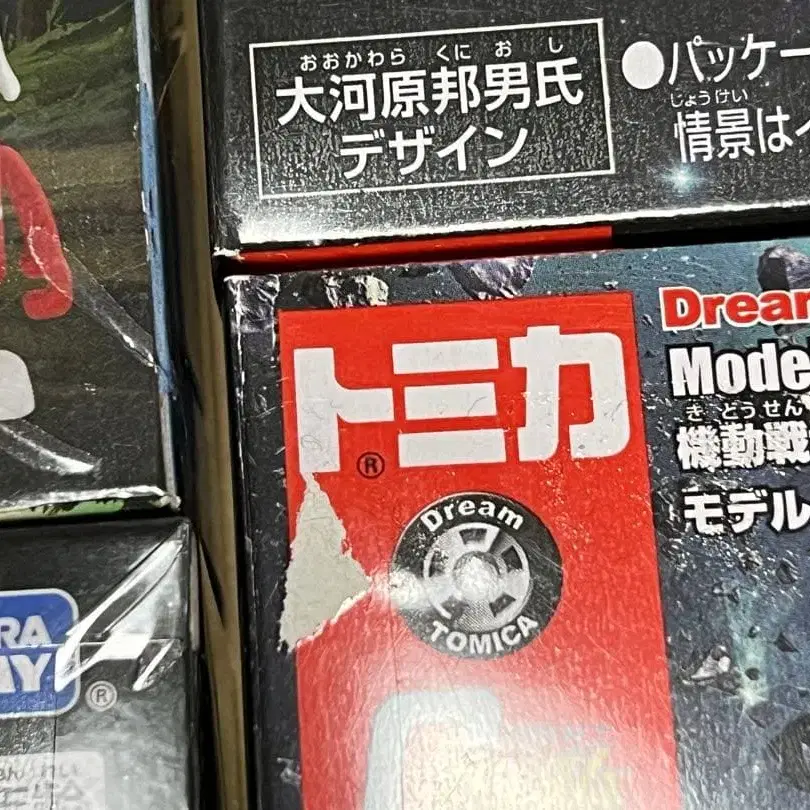 おおかわら くに お し
大河原邦男氏
デザイン
●パッケー
じょうけい
情景は
トミカ
®
Dream
TOMICA
Drea
Mode
き どう せん
機動戦
モデル
RA
MY
®